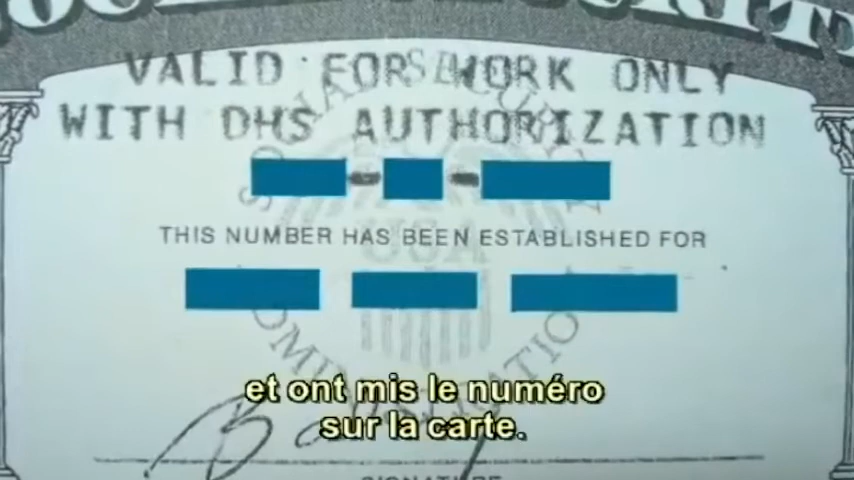 VALID FOR WORK ONLY
WITH DHS AUTHORIZATION
THIS NUMBER HAS BEEN ESTABLISHED FOR
et ont mis le numéro
sur la carte.
SIGNATURE